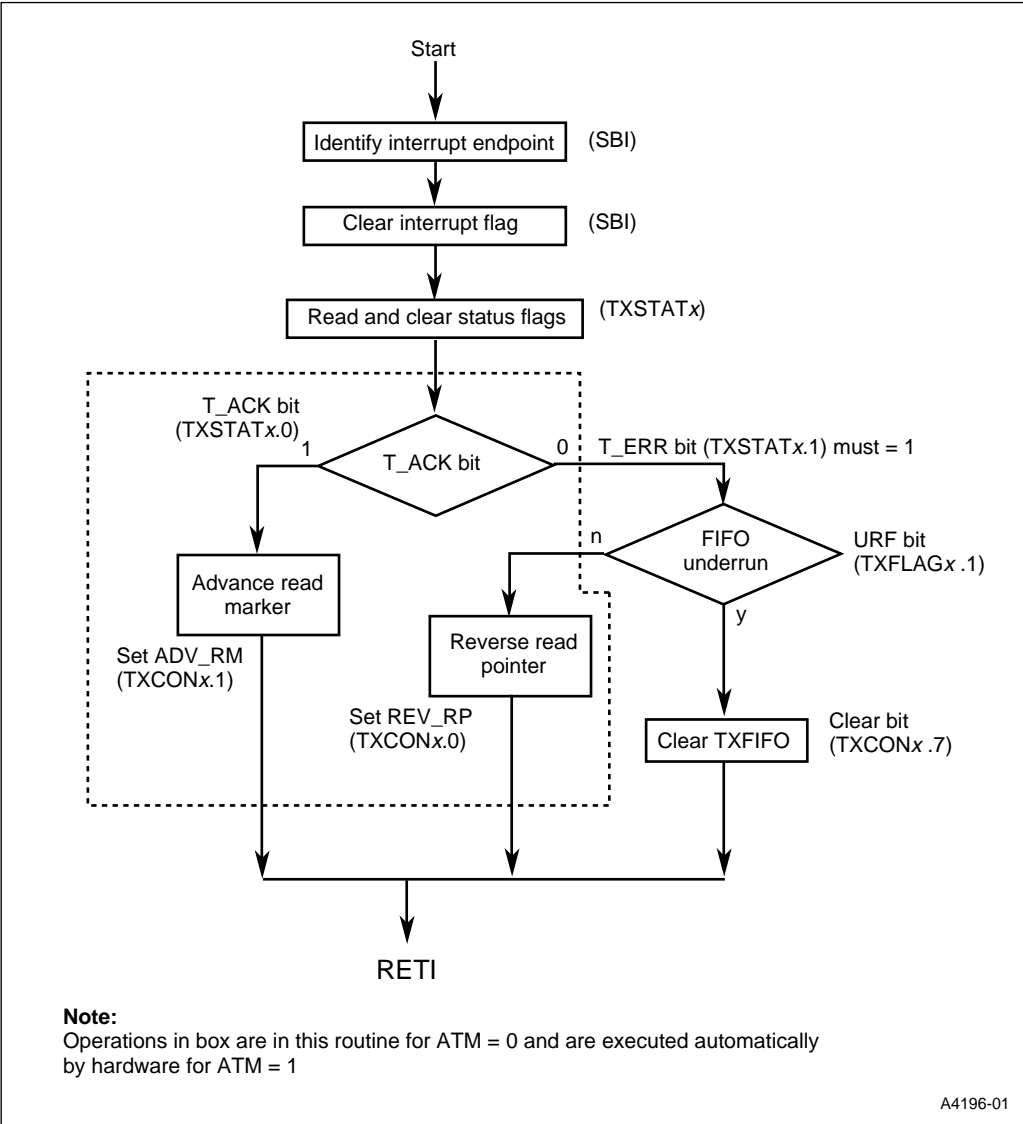 Start
Identify interrupt endpoint
(SBI)
Clear interrupt flag
(SBI)
Read and clear status flags
(TXSTATx)
T_ACK bit
(TXSTATx.0)
1
T_ACK bit
0
T_ERR bit (TXSTATx.1) must = 1
n
FIFO
underrun
URF bit
(TXFLAGx .1)
y
Advance read
marker
Set ADV_RM
(TXCONx.1)
Reverse read
pointer
Set REV_RP
(TXCONx.0)
Clear TXFIFO
Clear bit
(TXCONx .7)
RETI
Note:
Operations in box are in this routine for ATM = 0 and are executed automatically
by hardware for ATM = 1
A4196-01